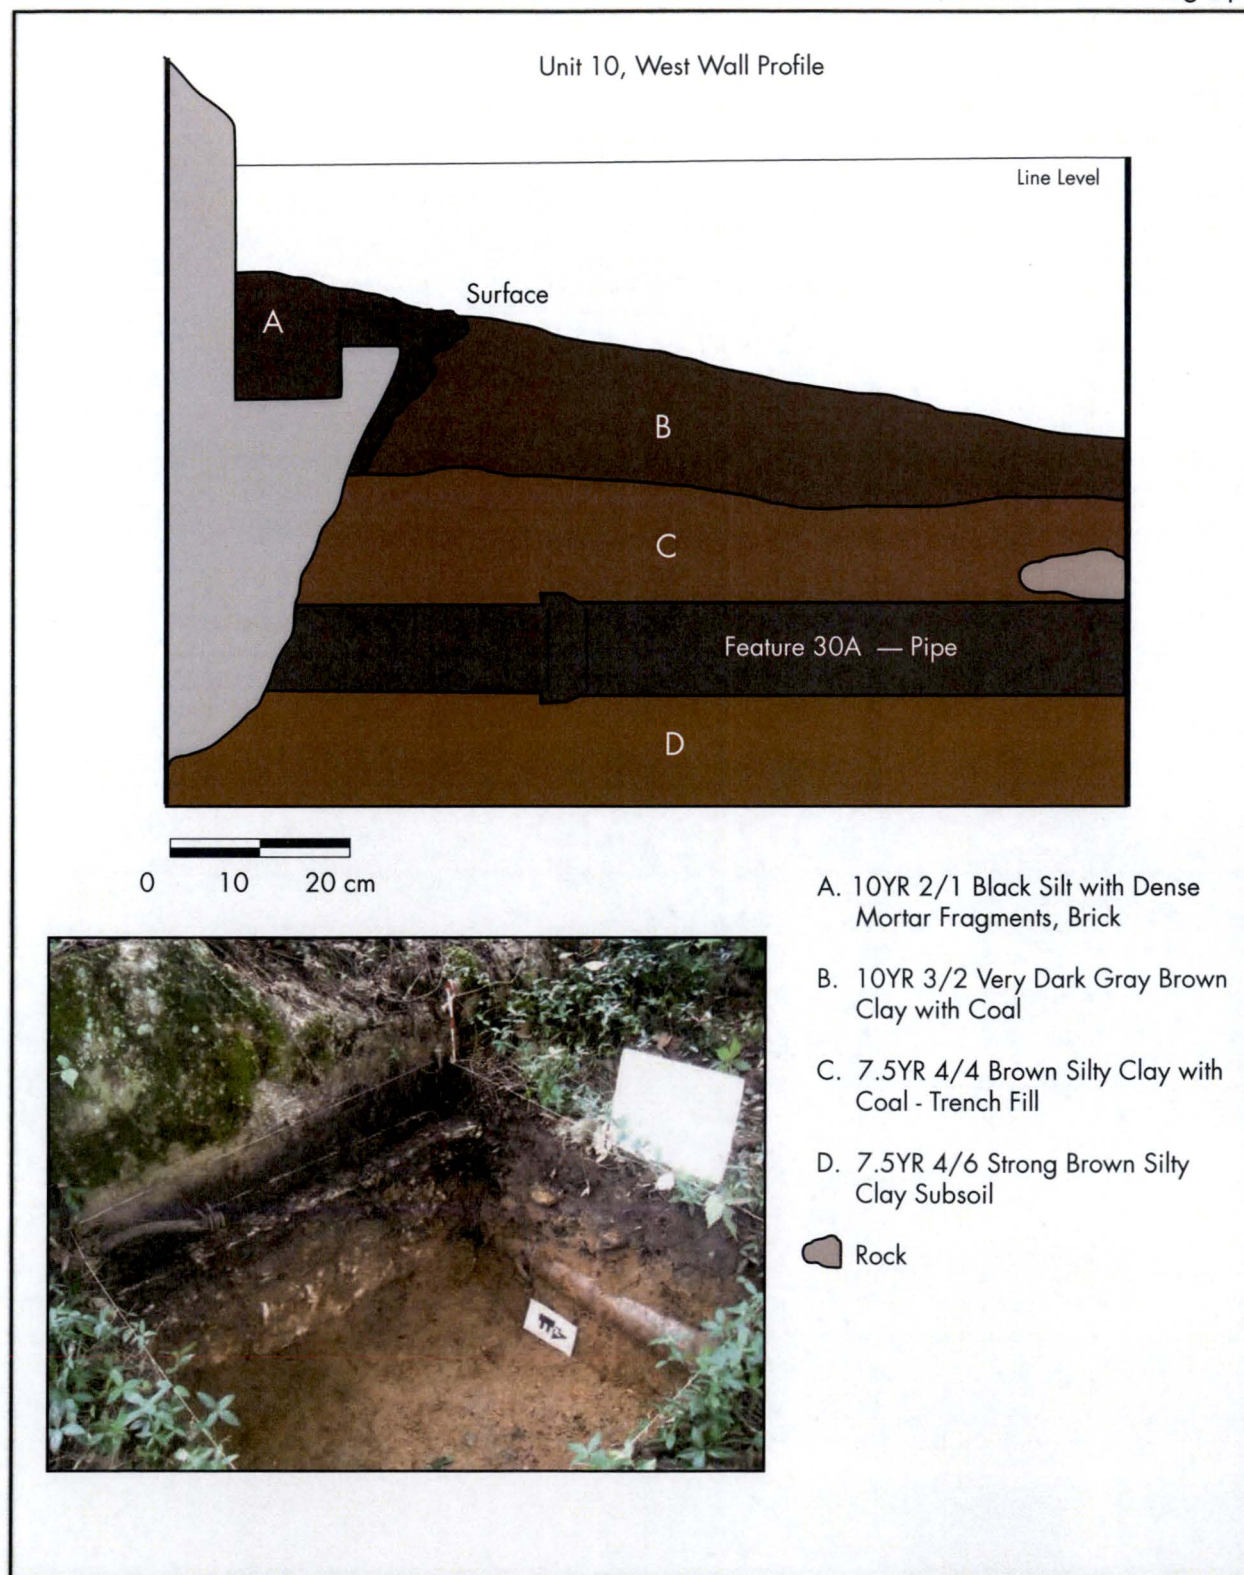 Unit 10, West Wall Profile
Line Level
Surface
A
B
C
Feature 30A — Pipe
D
0 10 20 cm
A. 10YR 2/1 Black Silt with Dense
Mortar Fragments, Brick
B. 10YR 3/2 Very Dark Gray Brown
Clay with Coal
C. 7.5YR 4/4 Brown Silty Clay with
Coal - Trench Fill
D. 7.5YR 4/6 Strong Brown Silty
Clay Subsoil
Rock